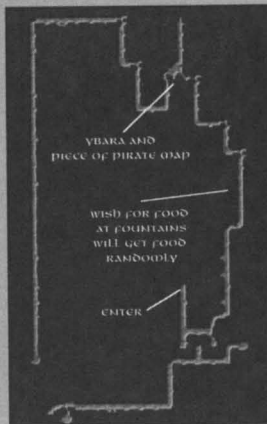 YBARA AND
PIECE OF PIRATE MAP
WISH FOR FOOD
AT FOUNTAINS
WILL GET FOOD
RANDOMLY
ENTER